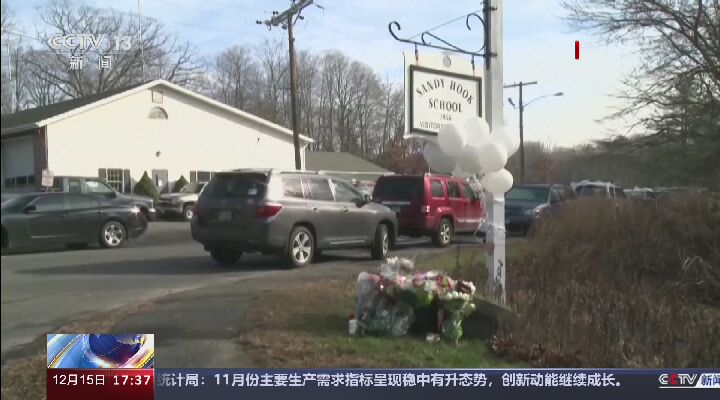 CCTV 13
新闻
SANDY HOOK
SCHOOL
1956
VISITORS
12月15日 17:37
统计局：11月份主要生产需求指标呈现稳中有升态势，创新动能继续成长。
CCTV 新闻